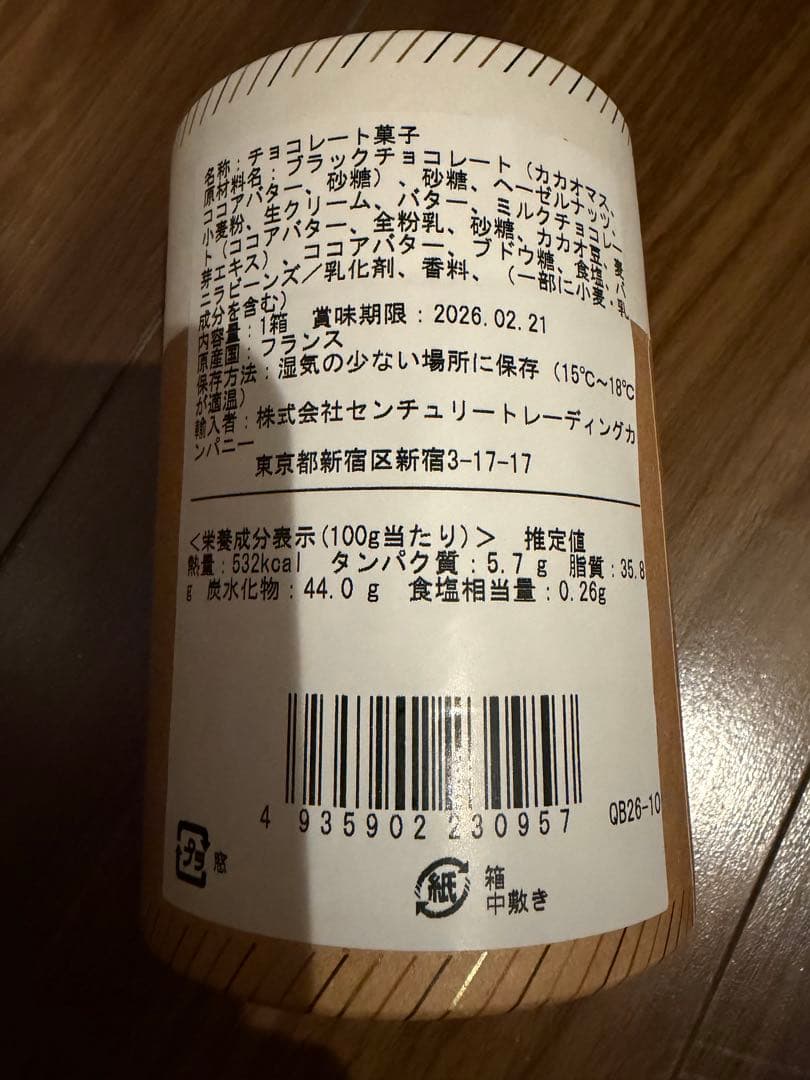 名称：チョコレート菓子
原材料名：ブラックチョコレート（カカオマス、
ココアバター、砂糖）、砂糖、ヘーゼルナッツ、
小麦粉、生クリーム、バター、ミルクチョコレー
ト（ココアバター、全粉乳、砂糖、カカオ豆、麦
芽エキス）、ココアバター、ブドウ糖、食塩、バ
ニラビーンズ／乳化剤、香料、（一部に小麦・乳
成分を含む）
内容量：1箱　賞味期限：2026.02.21
原産国：フランス
保存方法：湿気の少ない場所に保存（15℃～18℃
が適温）
輸入者：株式会社センチュリートレーディングカ
ンパニー
東京都新宿区新宿3-17-17
＜栄養成分表示(100g当たり)＞　推定値
熱量：532kcal　タンパク質：5.7 g　脂質：35.8
g　炭水化物：44.0 g　食塩相当量：0.26g
4 935902 230957
QB26-10
プラ 窓
紙 箱
中敷き